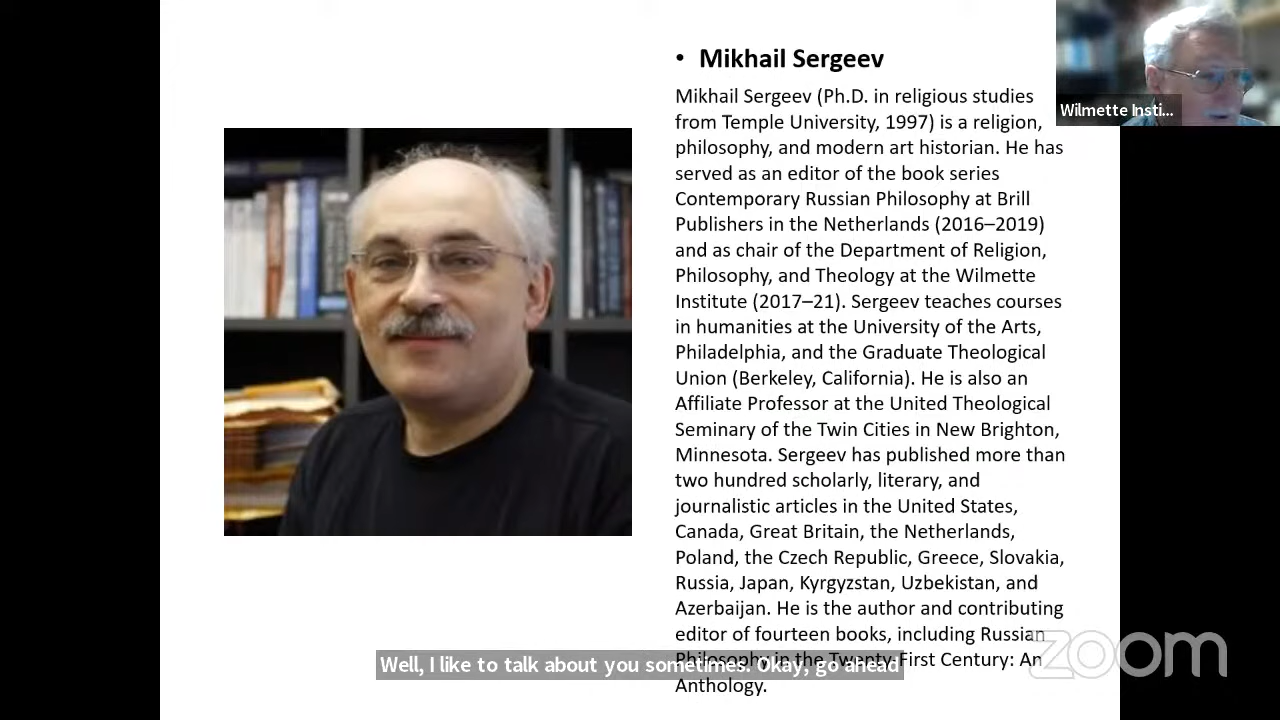 • Mikhail Sergeev
Mikhail Sergeev (Ph.D. in religious studies
from Temple University, 1997) is a religion,
philosophy, and modern art historian. He has
served as an editor of the book series
Contemporary Russian Philosophy at Brill
Publishers in the Netherlands (2016–2019)
and as chair of the Department of Religion,
Philosophy, and Theology at the Wilmette
Institute (2017–21). Sergeev teaches courses
in humanities at the University of the Arts,
Philadelphia, and the Graduate Theological
Union (Berkeley, California). He is also an
Affiliate Professor at the United Theological
Seminary of the Twin Cities in New Brighton,
Minnesota. Sergeev has published more than
two hundred scholarly, literary, and
journalistic articles in the United States,
Canada, Great Britain, the Netherlands,
Poland, the Czech Republic, Greece, Slovakia,
Russia, Japan, Kyrgyzstan, Uzbekistan, and
Azerbaijan. He is the author and contributing
editor of fourteen books, including Russian
Philosophy in the Twenty-First Century: An
Anthology.
Wilmette Insti...
Well, I like to talk about you sometimes. Okay, go ahead
zoom